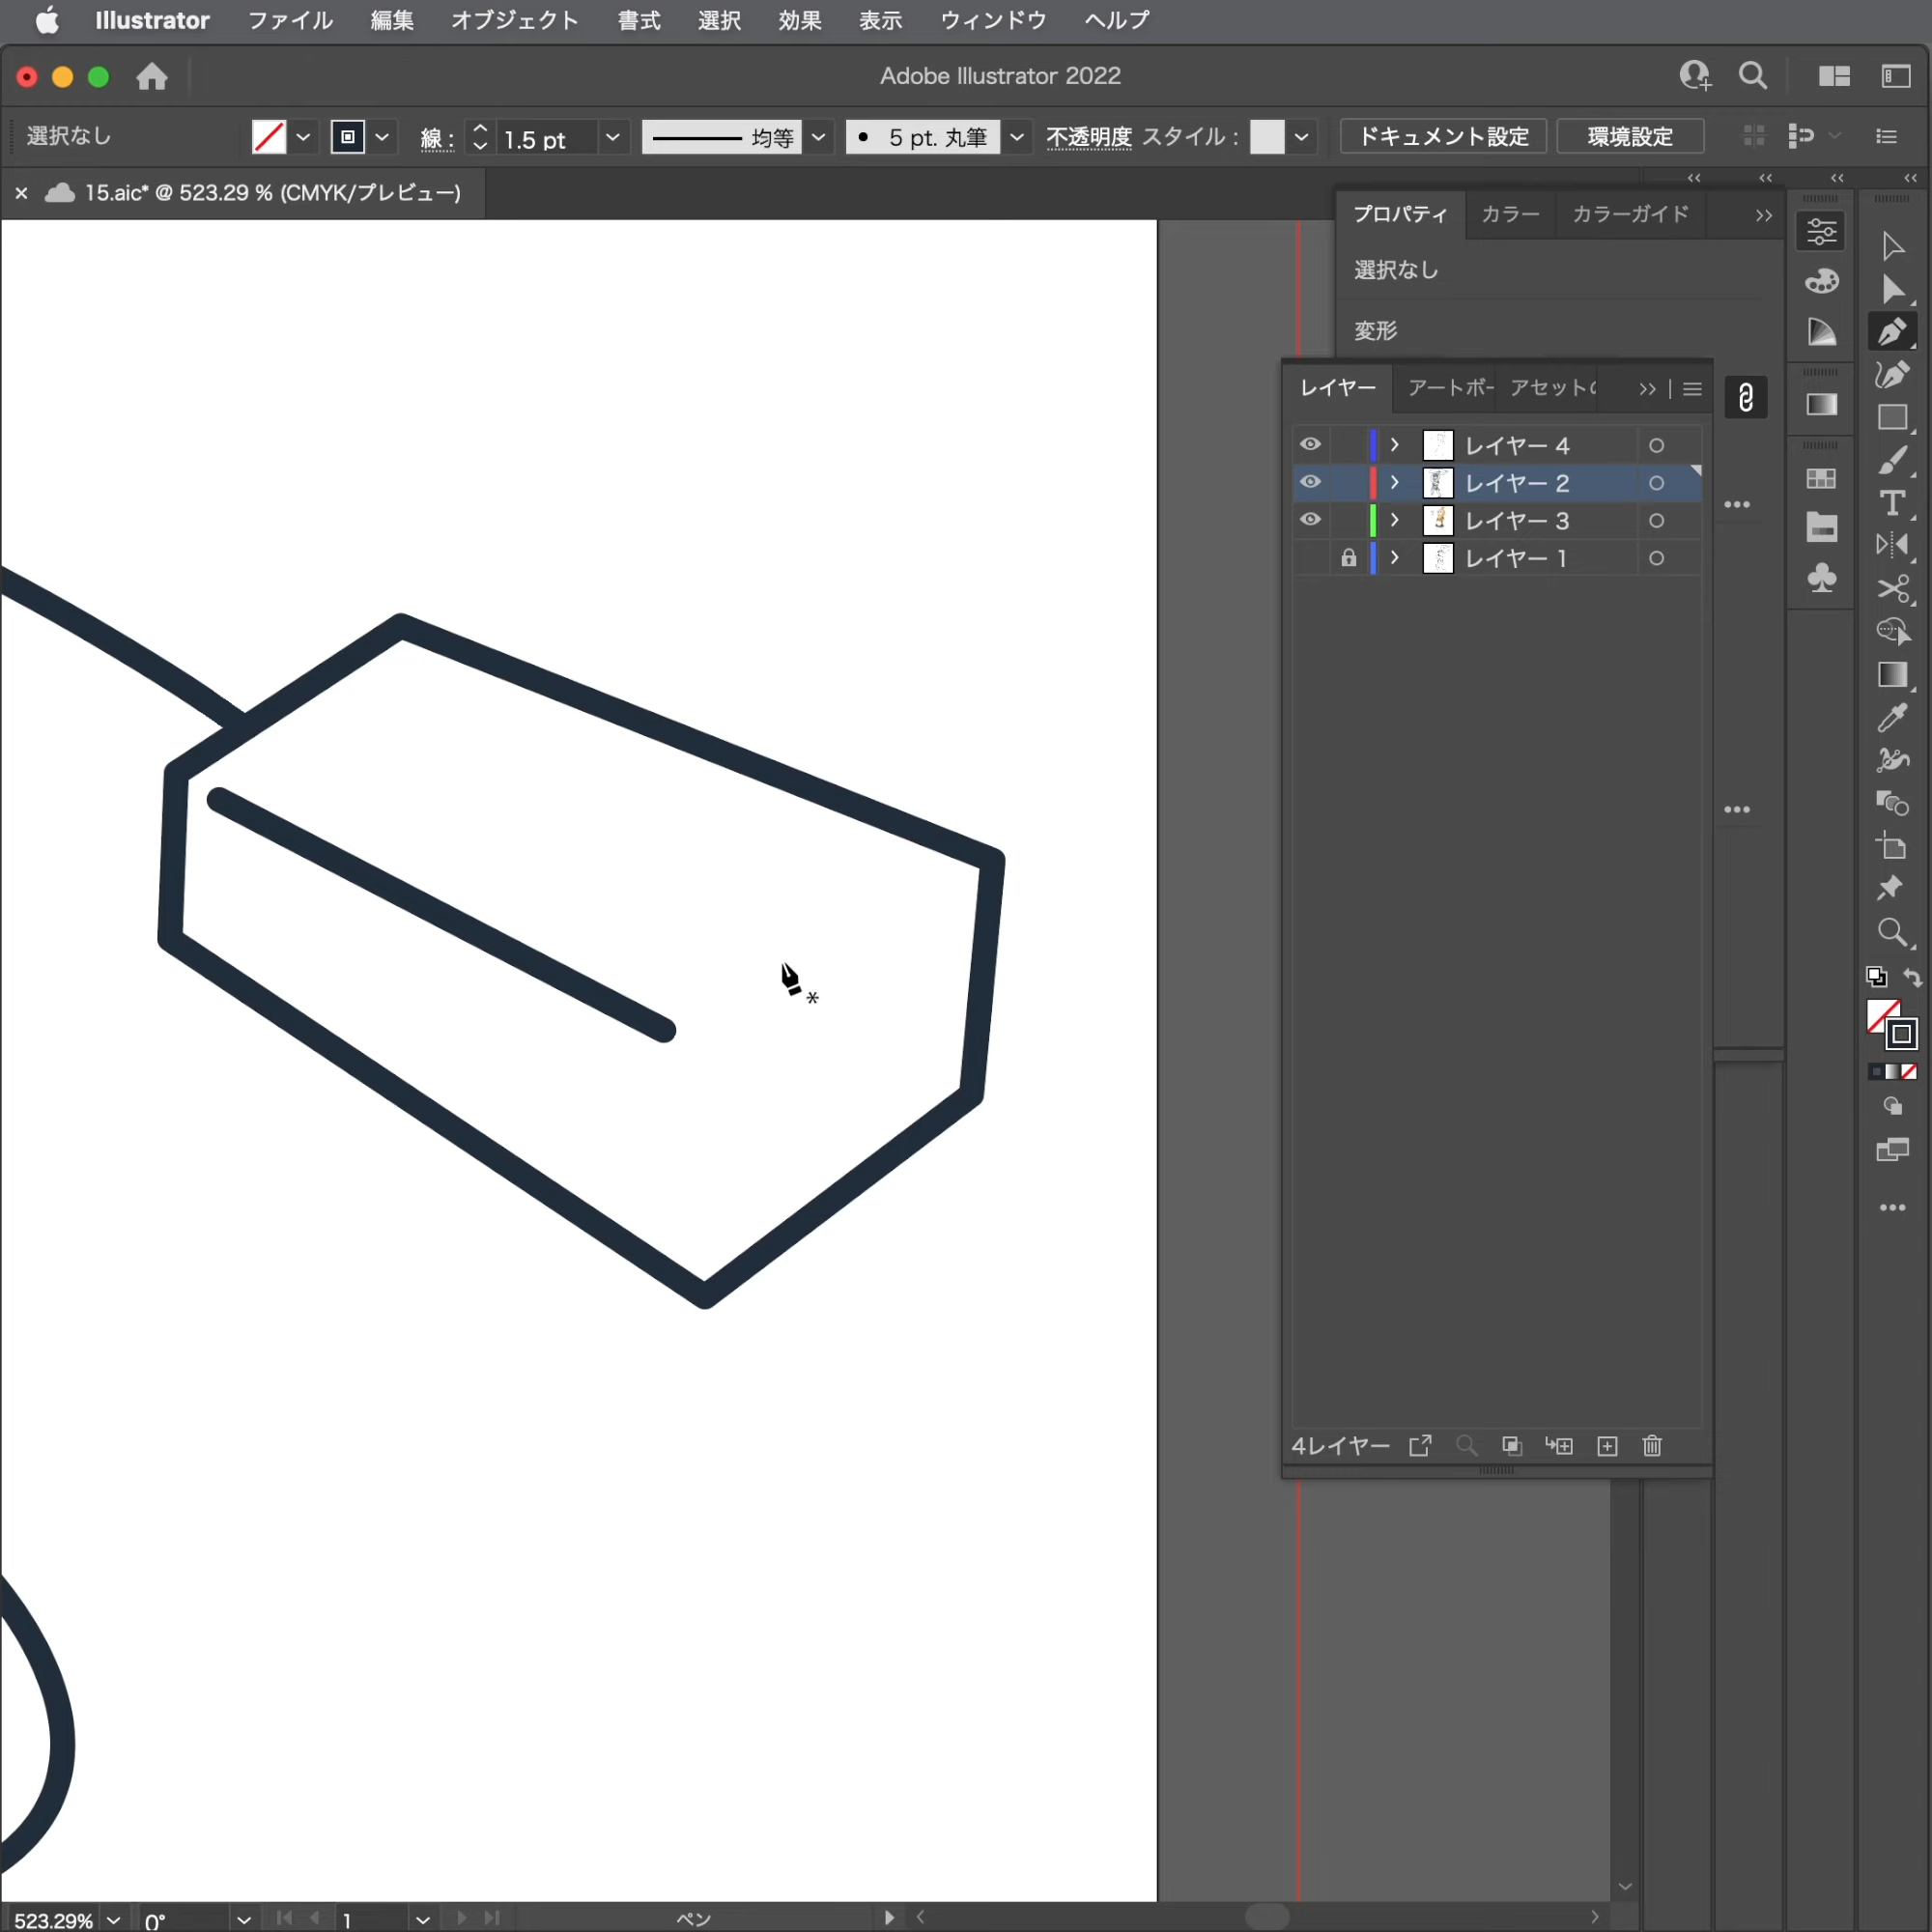 Illustrator ファイル 編集 オブジェクト 書式 選択 効果 表示 ウィンドウ ヘルプ
Adobe Illustrator 2022
選択なし 線 : 1.5 pt 均等 5 pt. 丸筆 不透明度 スタイル : ドキュメント設定 環境設定
15.aic* @ 523.29 % (CMYK/プレビュー)
プロパティ カラー カラーガイド
選択なし
変形
レイヤー アートボー アセットの
レイヤー 4
レイヤー 2
レイヤー 3
レイヤー 1
4レイヤー
523.29% 0° 1 ペン